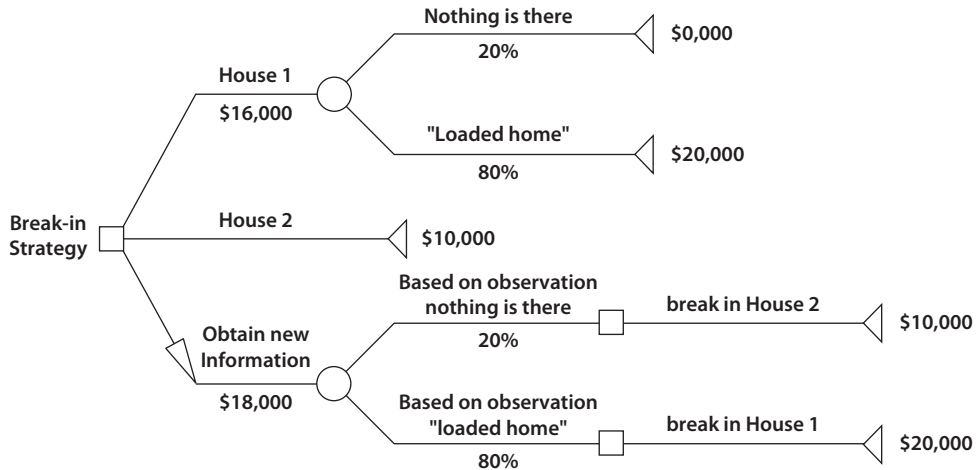 Nothing is there
20%
$0,000
House 1
$16,000
"Loaded home"
80%
$20,000
Break-in
Strategy
House 2
$10,000
Based on observation
nothing is there
20%
break in House 2
$10,000
Obtain new
Information
$18,000
Based on observation
"loaded home"
80%
break in House 1
$20,000